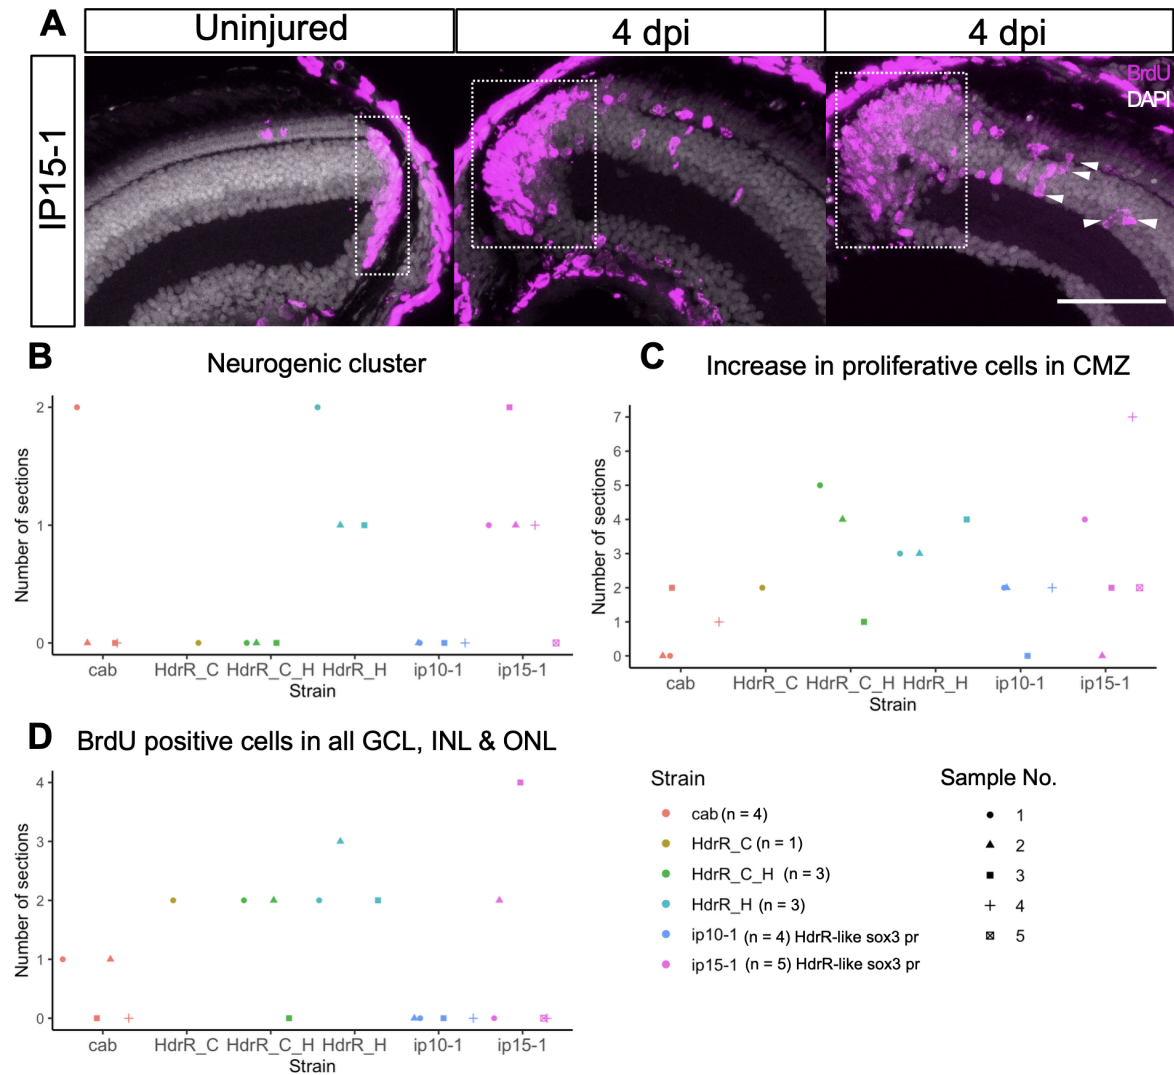 A
Uninjured
4 dpi
4 dpi
IP15-1
BrdU
DAPI
B
Neurogenic cluster
Number of sections
2
1
0
cab
HdrR_C
HdrR_C_H
HdrR_H
ip10-1
ip15-1
Strain
C
Increase in proliferative cells in CMZ
Number of sections
7
6
5
4
3
2
1
0
cab
HdrR_C
HdrR_C_H
HdrR_H
ip10-1
ip15-1
Strain
D
BrdU positive cells in all GCL, INL & ONL
Number of sections
4
3
2
1
0
cab
HdrR_C
HdrR_C_H
HdrR_H
ip10-1
ip15-1
Strain
Strain
cab (n = 4)
HdrR_C (n = 1)
HdrR_C_H (n = 3)
HdrR_H (n = 3)
ip10-1 (n = 4) HdrR-like sox3 pr
ip15-1 (n = 5) HdrR-like sox3 pr
Sample No.
1
2
3
4
5